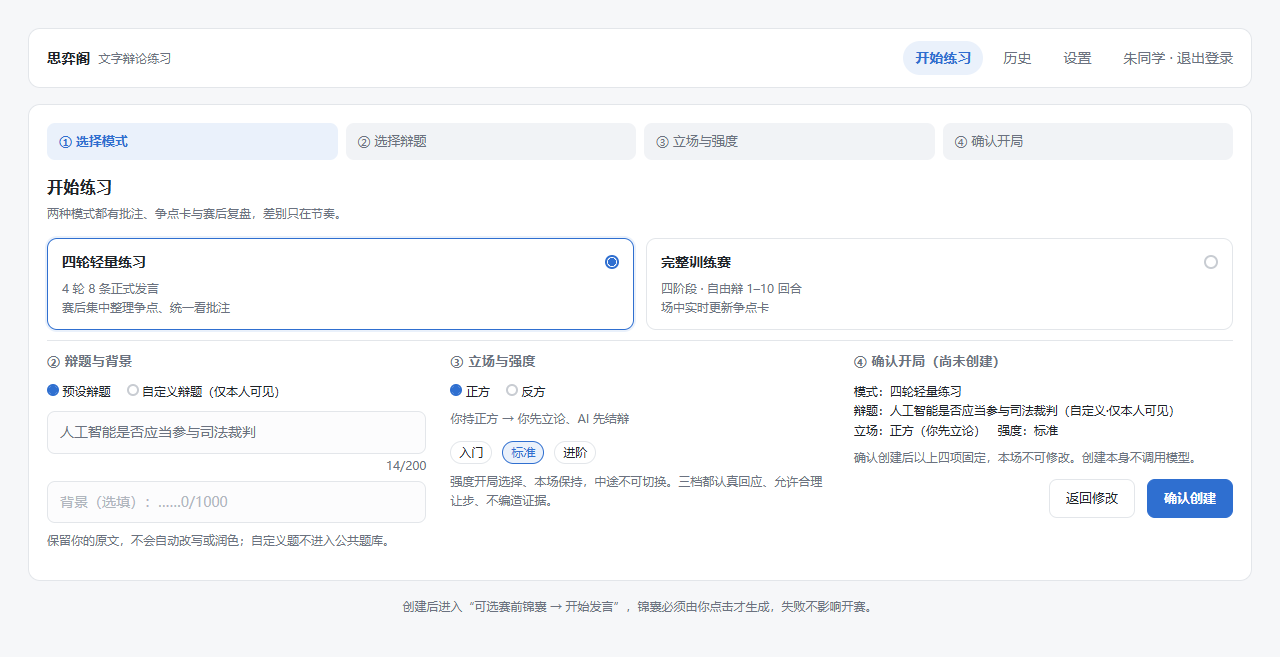 思弈阁 文字辩论练习
开始练习 历史 设置 朱同学 · 退出登录
① 选择模式 ② 选择辩题 ③ 立场与强度 ④ 确认开局
开始练习
两种模式都有批注、争点卡与赛后复盘，差别只在节奏。
四轮轻量练习
4 轮 8 条正式发言
赛后集中整理争点、统一看批注
完整训练赛
四阶段 · 自由辩 1–10 回合
场中实时更新争点卡
② 辩题与背景
预设辩题 自定义辩题（仅本人可见）
人工智能是否应当参与司法裁判
14/200
背景（选填）：……0/1000
保留你的原文，不会自动改写或润色；自定义题不进入公共题库。
③ 立场与强度
正方 反方
你持正方 → 你先立论、AI 先结辩
入门 标准 进阶
强度开局选择、本场保持，中途不可切换。三档都认真回应、允许合理
让步、不编造证据。
④ 确认开局（尚未创建）
模式：四轮轻量练习
辩题：人工智能是否应当参与司法裁判（自定义·仅本人可见）
立场：正方（你先立论） 强度：标准
确认创建后以上四项固定，本场不可修改。创建本身不调用模型。
返回修改 确认创建
创建后进入“可选赛前锦囊 → 开始发言”，锦囊必须由你点击才生成，失败不影响开赛。